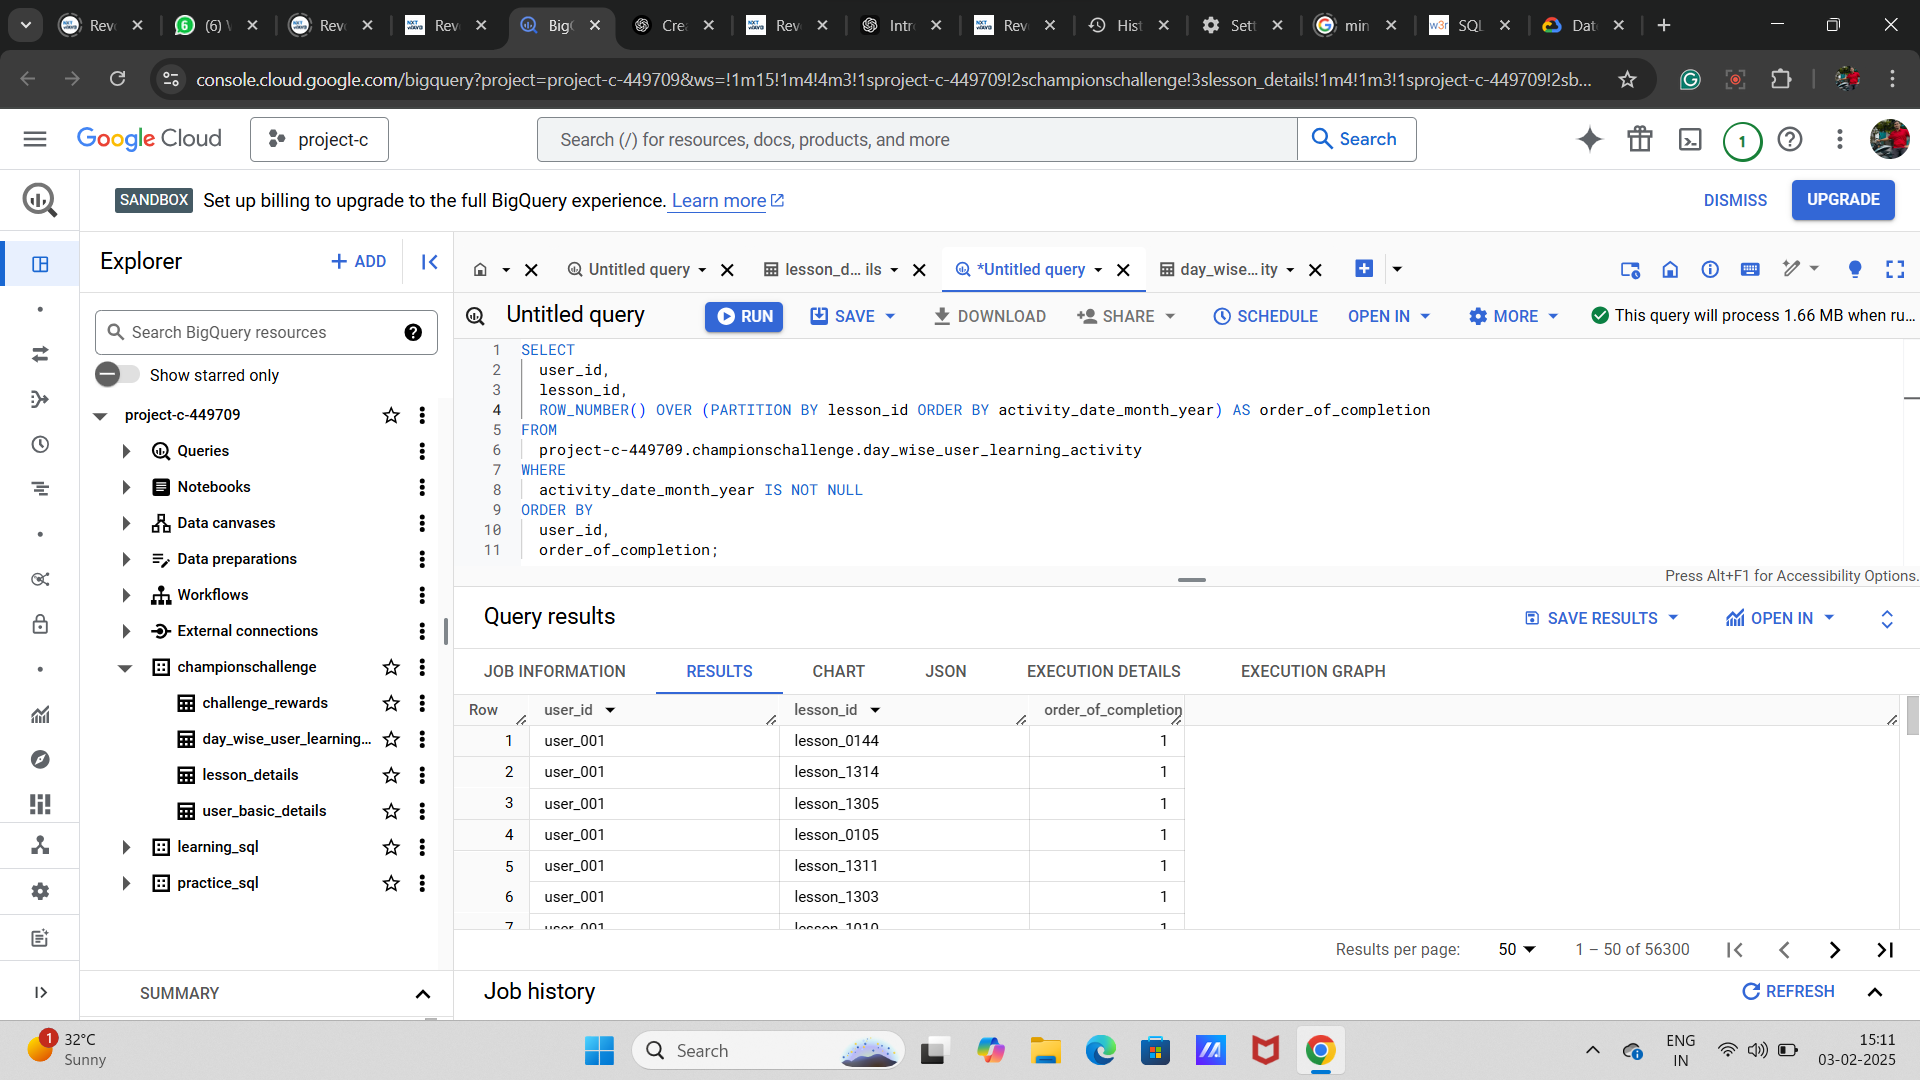 Rev
6
(6)
Rev
Rev
Big
Cre
Rev
Intr
Rev
Hist
Sett
min
SQL
Dat
console.cloud.google.com/bigquery?project=project-c-449709&ws=!1m15!1m4!4m3!1sproject-c-449709!2schampionschallenge!3slesson_details!1m4!1m3!1sproject-c-449709!2sb...
Google Cloud
project-c
Search (/) for resources, docs, products, and more
Search
1
SANDBOX
Set up billing to upgrade to the full BigQuery experience. Learn more
DISMISS
UPGRADE
Explorer
+ ADD
Untitled query
lesson_d... ils
*Untitled query
day_wise...ity
Search BigQuery resources
Show starred only
Untitled query
RUN
SAVE
DOWNLOAD
SHARE
SCHEDULE
OPEN IN
MORE
This query will process 1.66 MB when ru...
project-c-449709
Queries
Notebooks
Data canvases
Data preparations
Workflows
External connections
championschallenge
challenge_rewards
day_wise_user_learning...
lesson_details
user_basic_details
learning_sql
practice_sql
SUMMARY
1 SELECT
2 user_id,
3 lesson_id,
4 ROW_NUMBER() OVER (PARTITION BY lesson_id ORDER BY activity_date_month_year) AS order_of_completion
5 FROM
6 project-c-449709.championschallenge.day_wise_user_learning_activity
7 WHERE
8 activity_date_month_year IS NOT NULL
9 ORDER BY
10 user_id,
11 order_of_completion;
Press Alt+F1 for Accessibility Options.
Query results
SAVE RESULTS
OPEN IN
JOB INFORMATION
RESULTS
CHART
JSON
EXECUTION DETAILS
EXECUTION GRAPH
Row user_id lesson_id order_of_completion
1 user_001 lesson_0144 1
2 user_001 lesson_1314 1
3 user_001 lesson_1305 1
4 user_001 lesson_0105 1
5 user_001 lesson_1311 1
6 user_001 lesson_1303 1
7 user_001 lesson_1010 1
Results per page: 50 1 – 50 of 56300
Job history
REFRESH
1
32°C
Sunny
Search
ENG
IN
15:11
03-02-2025